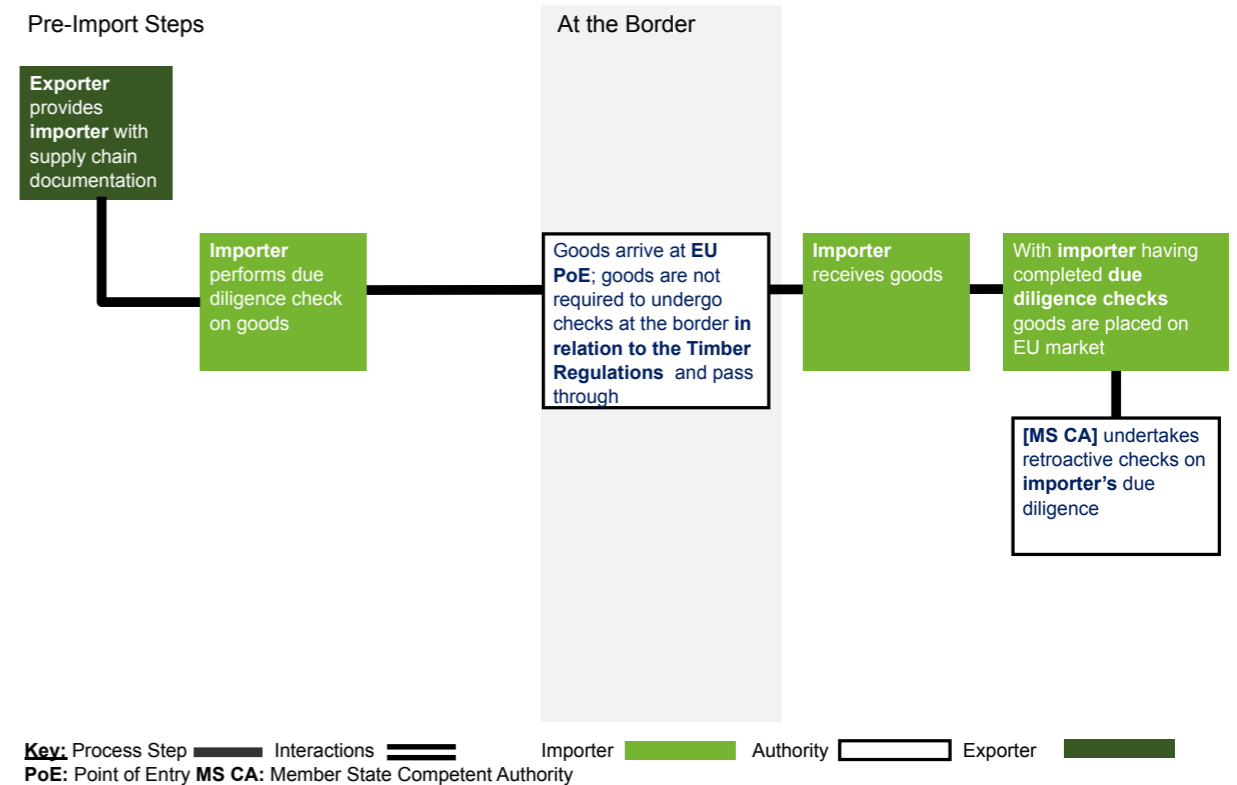 Pre-Import Steps
At the Border
Exporter
provides
importer with
supply chain
documentation
Importer
performs due
diligence check
on goods
Goods arrive at EU
PoE; goods are not
required to undergo
checks at the border in
relation to the Timber
Regulations and pass
through
Importer
receives goods
With importer having
completed due
diligence checks
goods are placed on
EU market
[MS CA] undertakes
retroactive checks on
importer’s due
diligence
Key: Process Step Interactions Importer Authority Exporter
PoE: Point of Entry MS CA: Member State Competent Authority